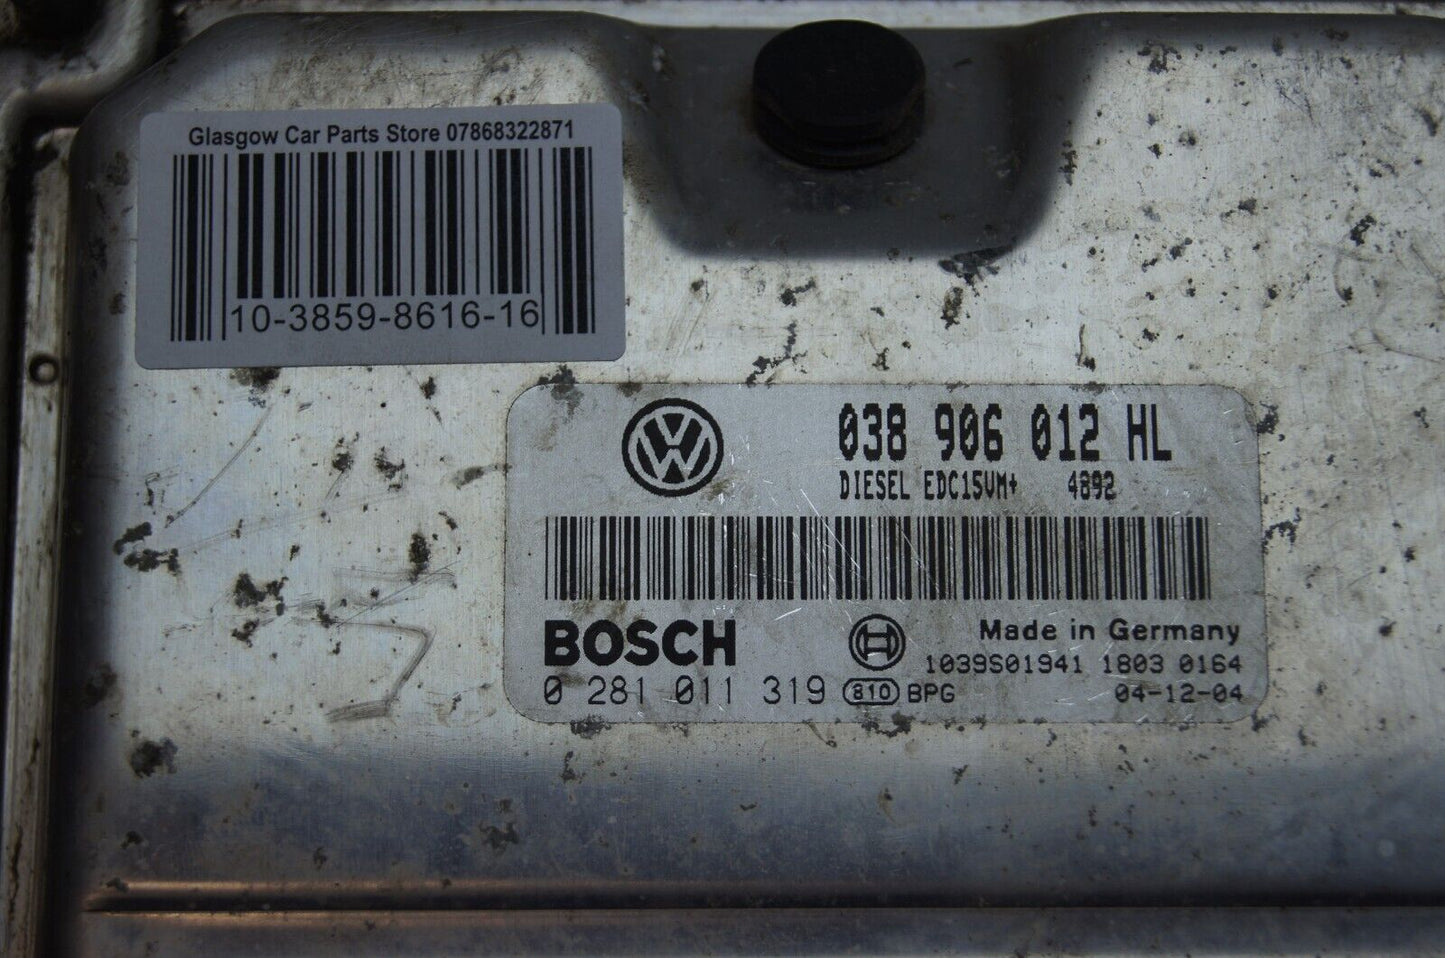 Glasgow Car Parts Store 07868322871
10-3859-8616-16
038 906 012 HL
DIESEL EDC15VM+ 4892
BOSCH
Made in Germany
1039S01941 1803 0164
0 281 011 319 810 BPG 04-12-04